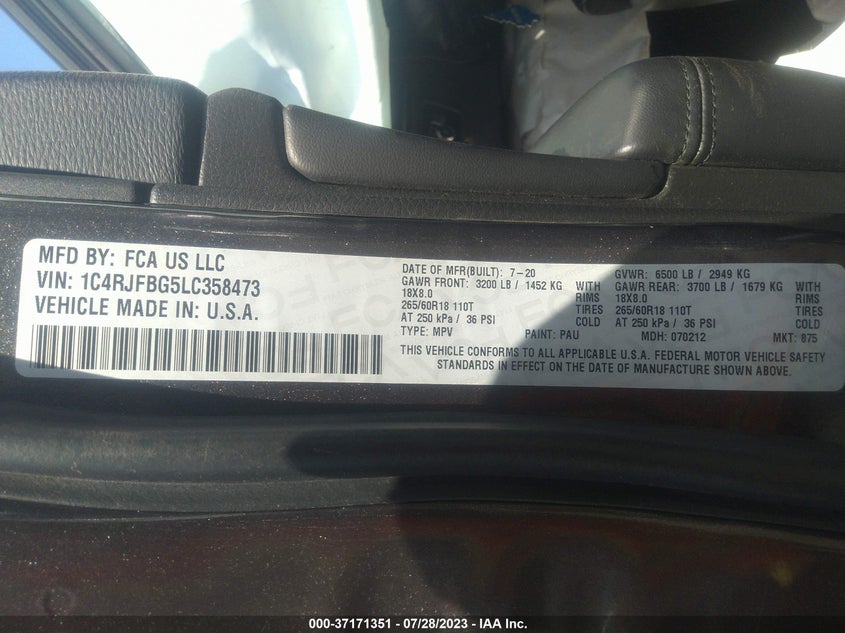 MFD BY: FCA US LLC
VIN: 1C4RJFBG5LC358473
VEHICLE MADE IN U.S.A.
DATE OF MFR(BUILT): 7-20 GVWR: 6500 LB / 2949 KG
GAWR FRONT: 3200 LB / 1452 KG WITH GAWR REAR: 3700 LB / 1679 KG WITH
18X8.0 RIMS 18X8.0 RIMS
265/60R18 110T TIRES 265/60R18 110T TIRES
AT 250 kPa / 36 PSI COLD AT 250 kPa / 36 PSI COLD
TYPE: MPV PAINT: PAU MDH: 070212 MKT: 875
THIS VEHICLE CONFORMS TO ALL APPLICABLE U.S.A. FEDERAL MOTOR VEHICLE SAFETY
STANDARDS IN EFFECT ON THE DATE OF MANUFACTURE SHOWN ABOVE.
000-37171351 / 07/28/2023 - IAA Inc.